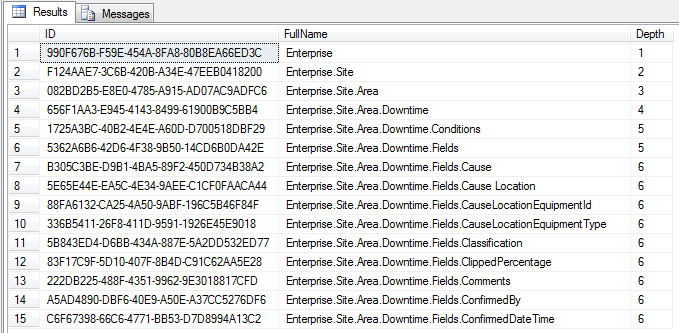 Results Messages
ID FullName Depth
1 990F676B-F59E-454A-8FA8-80B8EA66ED3C Enterprise 1
2 F124AAE7-3C6B-420B-A34E-47EEB0418200 Enterprise.Site 2
3 082BD2B5-E8E0-4785-A915-AD07AC9ADFC6 Enterprise.Site.Area 3
4 656F1AA3-E945-4143-8499-61900B9C5BB4 Enterprise.Site.Area.Downtime 4
5 1725A3BC-40B2-4E4E-A60D-D700518DBF29 Enterprise.Site.Area.Downtime.Conditions 5
6 5362A6B6-42D6-4F38-9B50-14CD6B0DA42E Enterprise.Site.Area.Downtime.Fields 5
7 B305C3BE-D9B1-4BA5-89F2-450D734B38A2 Enterprise.Site.Area.Downtime.Fields.Cause 6
8 5E65E44E-EA5C-4E34-9AEE-C1CF0FAACA44 Enterprise.Site.Area.Downtime.Fields.Cause Location 6
9 88FA6132-CA25-4A50-9ABF-196C5B46F84F Enterprise.Site.Area.Downtime.Fields.CauseLocationEquipmentId 6
10 336B5411-26F8-411D-9591-1926E45E9018 Enterprise.Site.Area.Downtime.Fields.CauseLocationEquipmentType 6
11 5B843ED4-D6BB-434A-887E-5A2DD532ED77 Enterprise.Site.Area.Downtime.Fields.Classification 6
12 83F17C9F-5D10-407F-8B4D-C91C62AA5E28 Enterprise.Site.Area.Downtime.Fields.ClippedPercentage 6
13 222DB225-488F-4351-9962-9E3018817CFD Enterprise.Site.Area.Downtime.Fields.Comments 6
14 A5AD4890-DBF6-40E9-A50E-A37CC5276DF6 Enterprise.Site.Area.Downtime.Fields.ConfirmedBy 6
15 C6F67398-66C6-4771-BB53-D7D8994A13C2 Enterprise.Site.Area.Downtime.Fields.ConfirmedDateTime 6